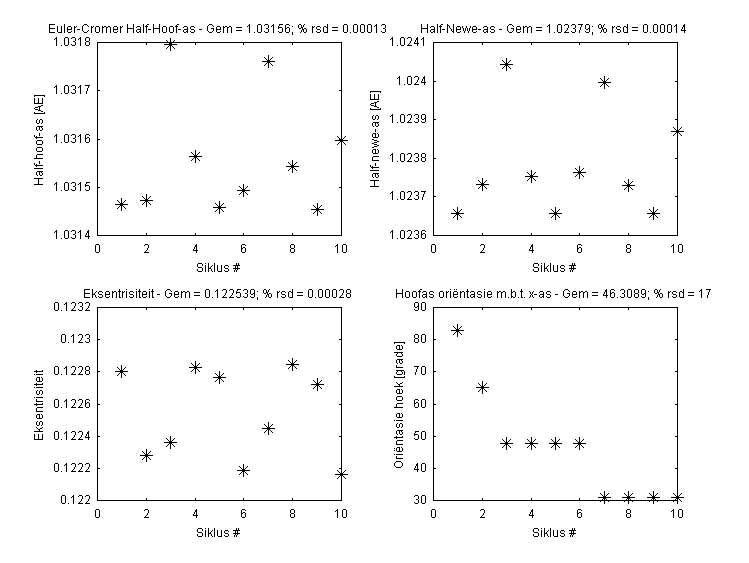 Euler-Cromer Half-Hoof-as - Gem = 1.03156; % rsd = 0.00013
1.0318
1.0317
1.0316
1.0315
1.0314
Half-hoof-as [AE]
0 2 4 6 8 10
Siklus #
Half-Newe-as - Gem = 1.02379; % rsd = 0.00014
1.0241
1.024
1.0239
1.0238
1.0237
1.0236
Half-newe-as [AE]
0 2 4 6 8 10
Siklus #
Eksentrisiteit - Gem = 0.122539; % rsd = 0.00028
0.1232
0.123
0.1228
0.1226
0.1224
0.1222
0.122
Eksentrisiteit
0 2 4 6 8 10
Siklus #
Hoofas oriëntasie m.b.t. x-as - Gem = 46.3089; % rsd = 17
90
80
70
60
50
40
30
Oriëntasie hoek [grade]
0 2 4 6 8 10
Siklus #